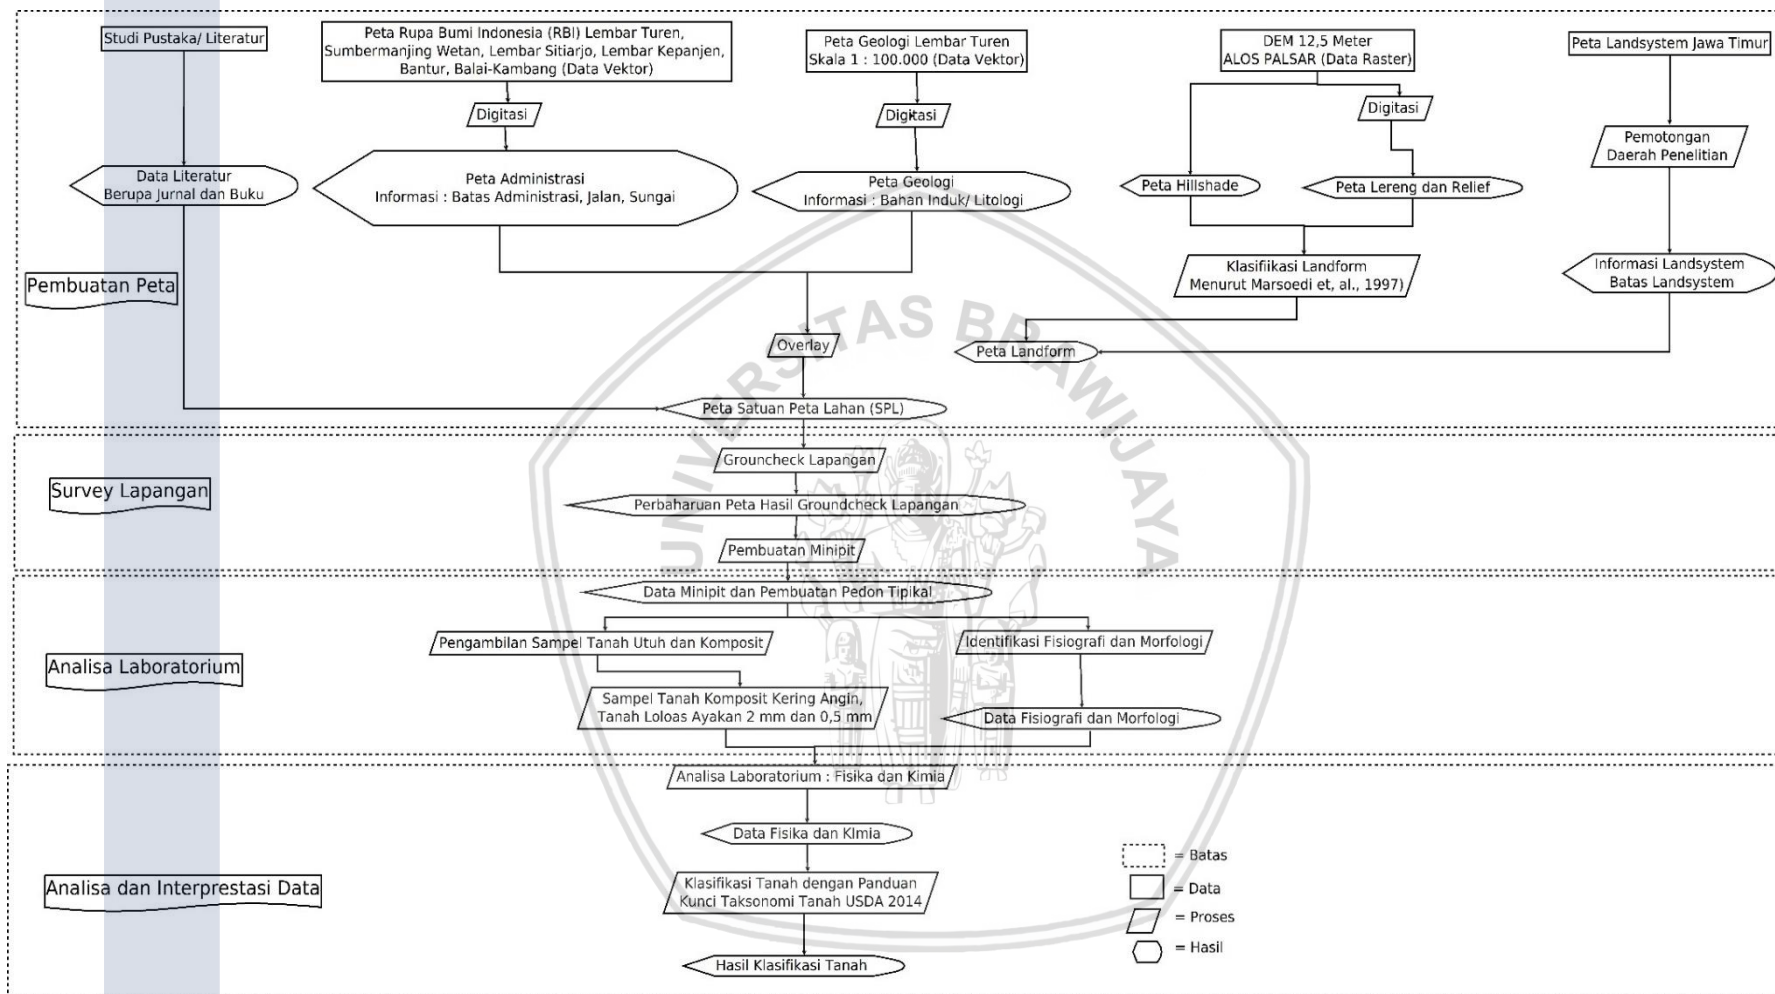 Studi Pustaka/ Literatur
Peta Rupa Bumi Indonesia (RBI) Lembar Turen,
Sumbermanjing Wetan, Lembar Sitiarjo, Lembar Kepanjen,
Bantur, Balai-Kambang (Data Vektor)
Peta Geologi Lembar Turen
Skala 1 : 100.000 (Data Vektor)
DEM 12,5 Meter
ALOS PALSAR (Data Raster)
Peta Landsystem Jawa Timur
Digitasi
Digitasi
Digitasi
Pemotongan
Daerah Penelitian
Data Literatur
Berupa Jurnal dan Buku
Peta Administrasi
Informasi : Batas Administrasi, Jalan, Sungai
Peta Geologi
Informasi : Bahan Induk/ Litologi
Peta Hillshade
Peta Lereng dan Relief
Pembuatan Peta
Klasifiikasi Landform
Menurut Marsoedi et, al., 1997)
Informasi Landsystem
Batas Landsystem
Overlay
Peta Landform
Peta Satuan Peta Lahan (SPL)
Survey Lapangan
Grouncheck Lapangan
Perbaharuan Peta Hasil Groundcheck Lapangan
Pembuatan Minipit
Analisa Laboratorium
Data Minipit dan Pembuatan Pedon Tipikal
Pengambilan Sampel Tanah Utuh dan Komposit
Identifikasi Fisiografi dan Morfologi
Sampel Tanah Komposit Kering Angin,
Tanah Loloas Ayakan 2 mm dan 0,5 mm
Data Fisiografi dan Morfologi
Analisa dan Interprestasi Data
Analisa Laboratorium : Fisika dan Kimia
Data Fisika dan KImia
Klasifikasi Tanah dengan Panduan
Kunci Taksonomi Tanah USDA 2014
Hasil Klasifikasi Tanah
= Batas
= Data
= Proses
= Hasil
UNIVERSITAS BRAWIJAYA